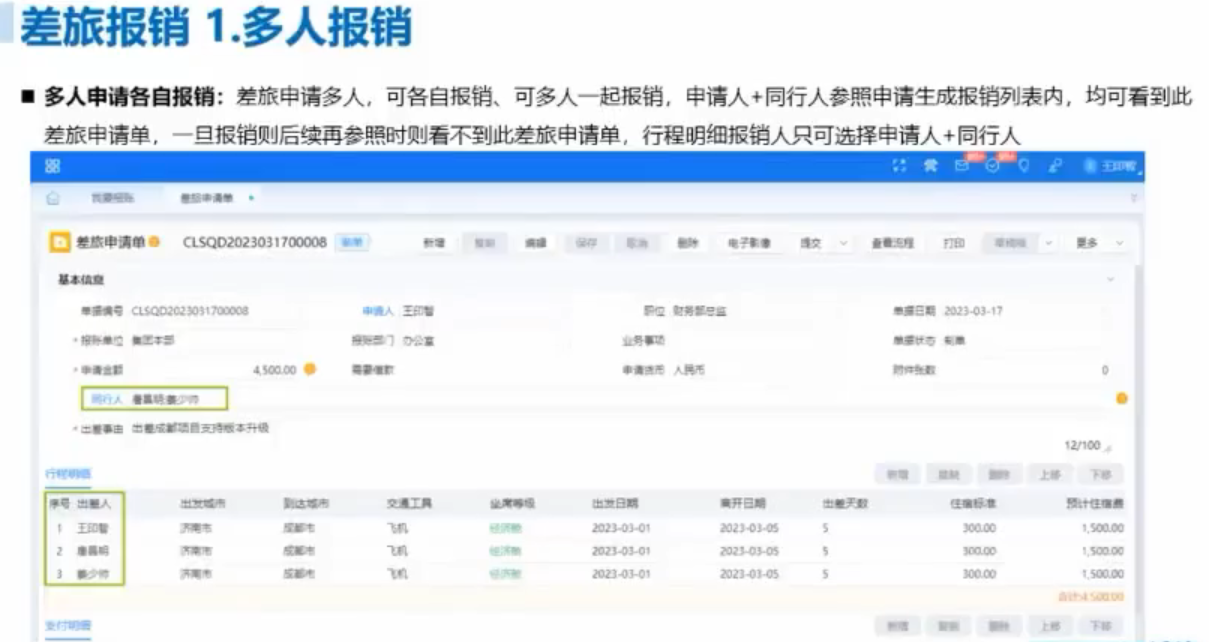 差旅报销 1.多人报销
■ 多人申请各自报销：差旅申请多人，可各自报销、可多人一起报销，申请人+同行人参照申请生成报销列表内，均可看到此
差旅申请单，一旦报销则后续再参照时则看不到此差旅申请单，行程明细报销人只可选择申请人+同行人
王印智
我要报账 差旅申请单
差旅申请单 CLSQD2023031700008 新增 复制 编辑 保存 取消 删除 电子影像 提交 查看流程 打印 更多
基本信息
单据编号 CLSQD2023031700008 申请人 王印智 职位 财务部总监 单据日期 2023-03-17
* 报账单位 集团本部 报账部门 办公室 业务事项 单据状态 制单
* 申请金额 4,500.00 需要借款 申请货币 人民币 附件张数 0
同行人
* 出差事由 出差成都项目支持版本升级
12/100
行程明细 新增 复制 删除 上移 下移
序号 出差人 出发城市 到达城市 交通工具 坐席等级 出发日期 离开日期 出差天数 住宿标准 预计住宿费
1 王印智 济南市 成都市 飞机 经济舱 2023-03-01 2023-03-05 5 300.00 1,500.00
2 济南市 成都市 飞机 经济舱 2023-03-01 2023-03-05 5 300.00 1,500.00
3 济南市 成都市 飞机 经济舱 2023-03-01 2023-03-05 5 300.00 1,500.00
合计:4,500.00
支付明细 新增 复制 删除 上移 下移